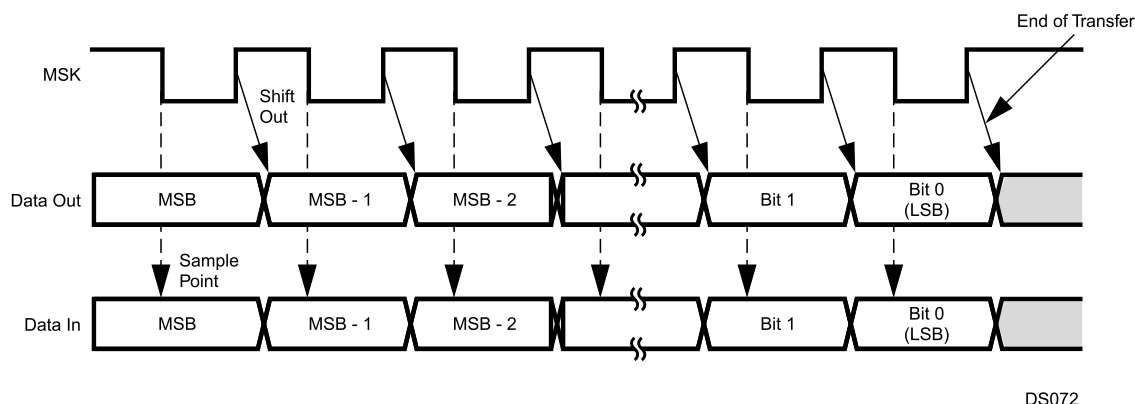 End of Transfer
MSK
Shift
Out
Data Out
MSB
MSB - 1
MSB - 2
Bit 1
Bit 0
(LSB)
Sample
Point
Data In
MSB
MSB - 1
MSB - 2
Bit 1
Bit 0
(LSB)
DS072